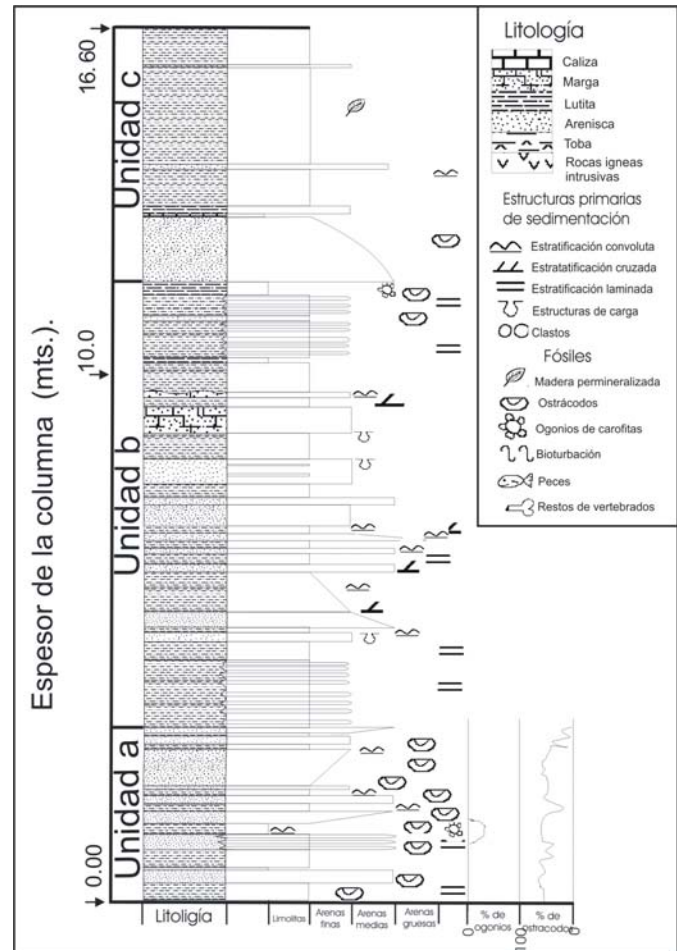 Espesor de la columna (mts.).
16. 60
10.0
0.00
Unidad c
Unidad b
Unidad a
Litología
Caliza
Marga
Lutita
Arenisca
Toba
Rocas igneas
intrusivas
Estructuras primarias
de sedimentación
Estratificación convoluta
Estratatificación cruzada
Estratificación laminada
Estructuras de carga
Clastos
Fósiles
Madera permineralizada
Ostrácodos
Ogonios de carofitas
Bioturbación
Peces
Restos de vertebrados
Litoligía
Limolitas
Arenas
finas
Arenas
medias
Arenas
gruesas
0
% de
ogonios
100
% de
ostracodos
0